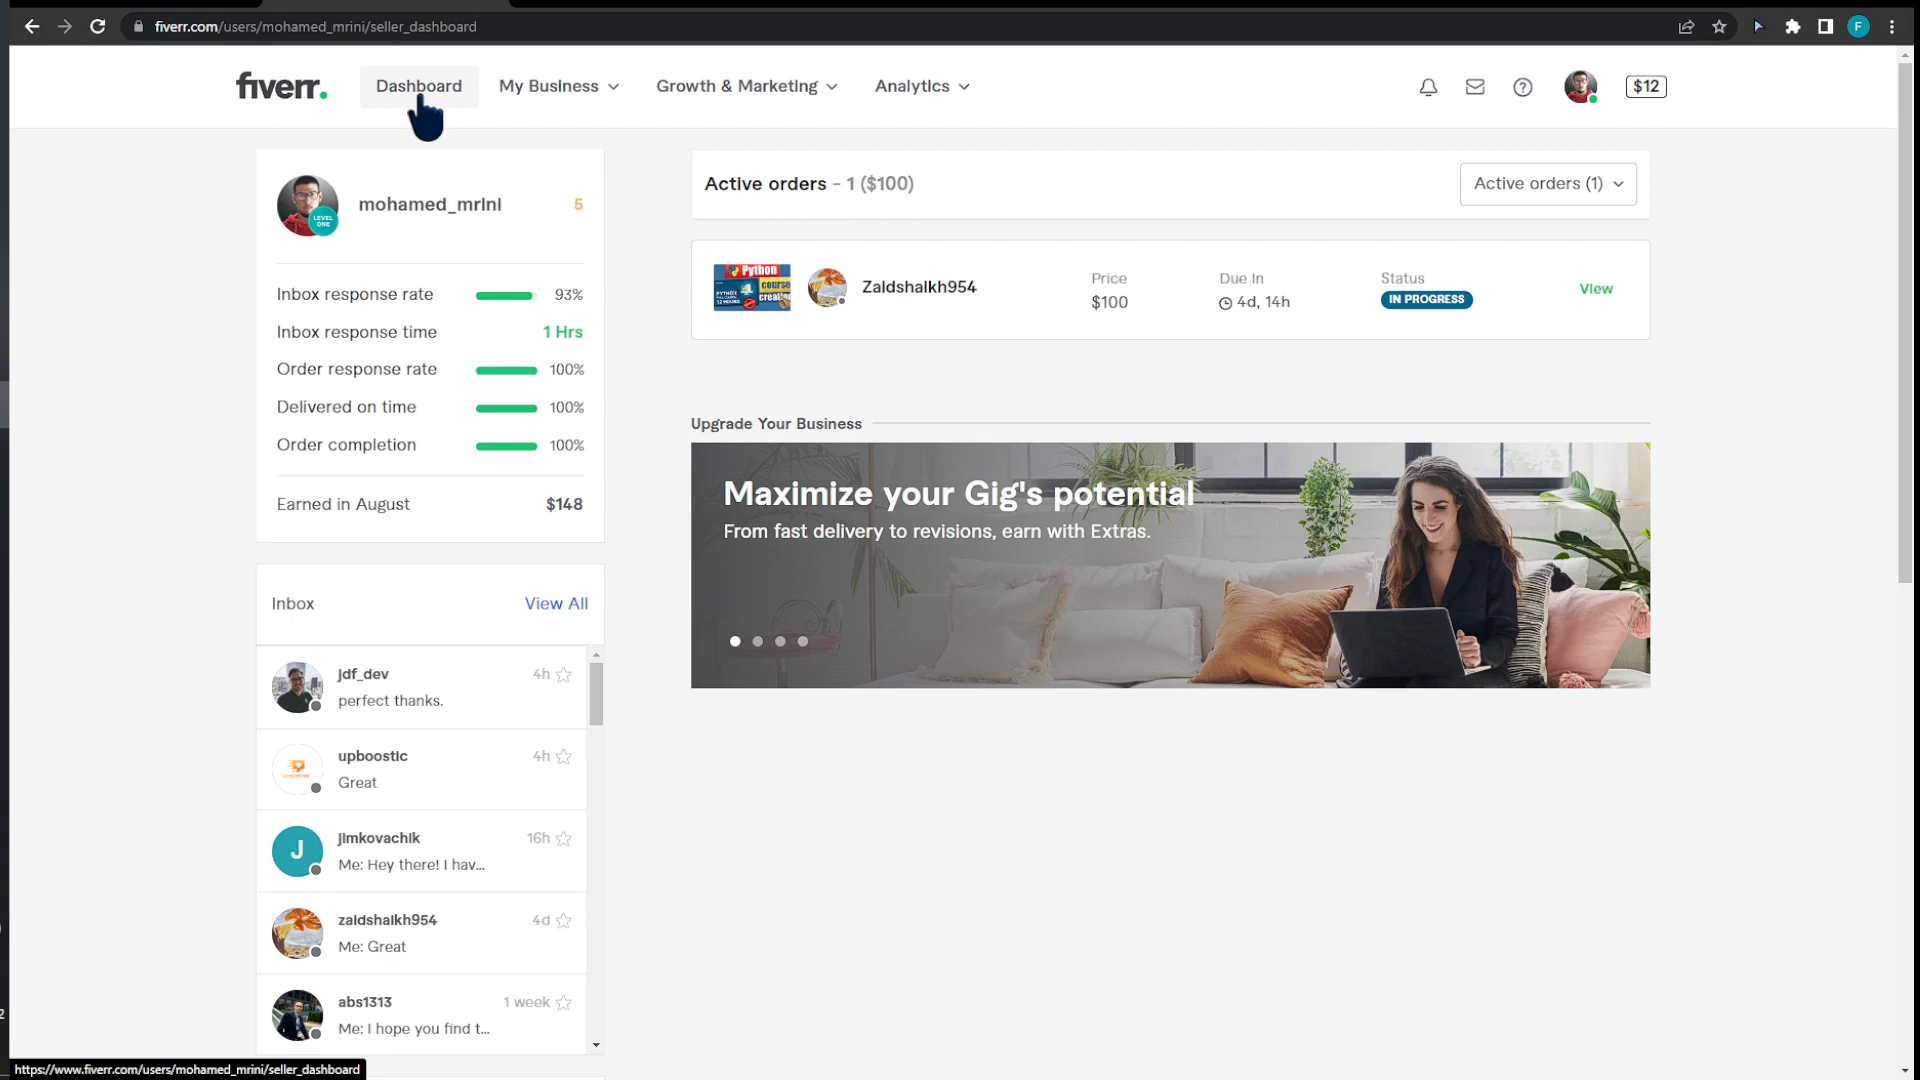 fiverr.com/users/mohamed_mrini/seller_dashboard
F
fiverr.
Dashboard
My Business
Growth & Marketing
Analytics
$12
LEVEL ONE
mohamed_mrini
5
Inbox response rate 93%
Inbox response time 1 Hrs
Order response rate 100%
Delivered on time 100%
Order completion 100%
Earned in August $148
Inbox View All
jdf_dev 4h
perfect thanks.
upboostic 4h
Great
J
jimkovachik 16h
Me: Hey there! I hav...
zaidshaikh954 4d
Me: Great
abs1313 1 week
Me: I hope you find t...
Active orders - 1 ($100)
Active orders (1)
Python
course
Zaidshaikh954
Price
$100
Due In
4d, 14h
Status
IN PROGRESS
View
Upgrade Your Business
Maximize your Gig's potential
From fast delivery to revisions, earn with Extras.
https://www.fiverr.com/users/mohamed_mrini/seller_dashboard